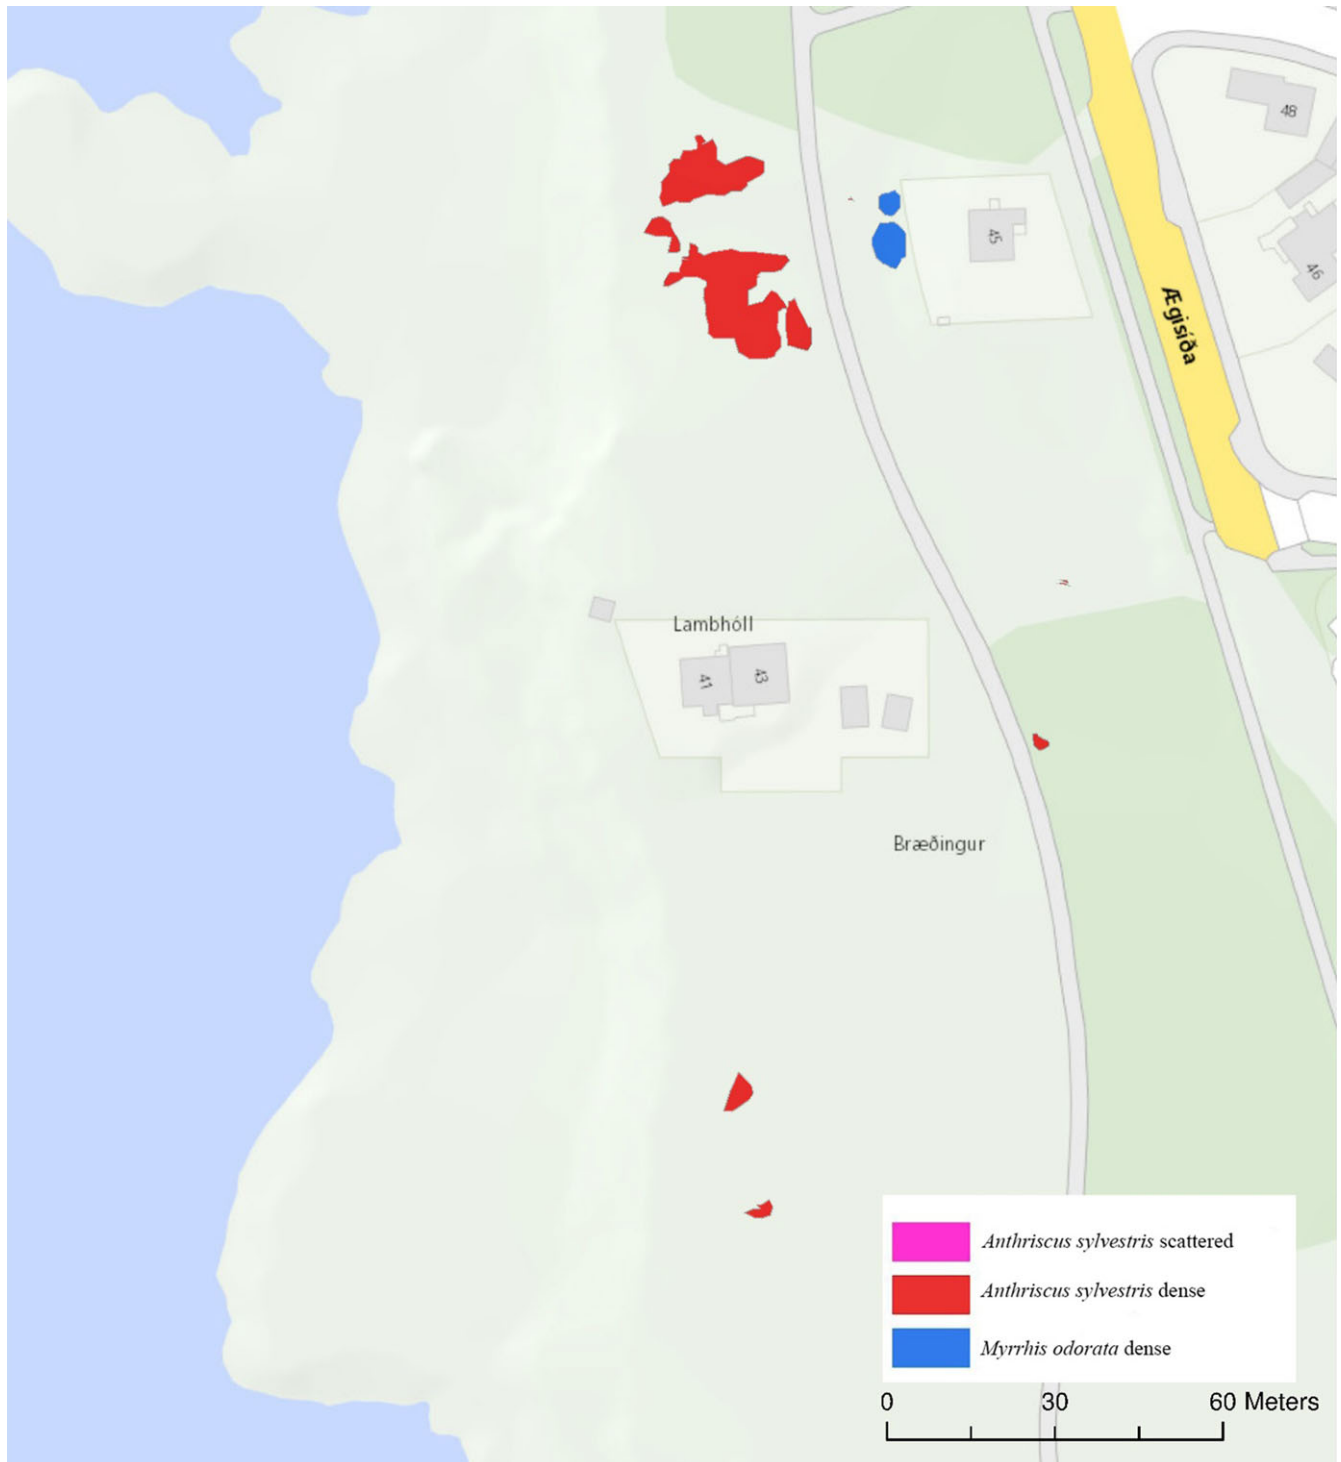 48
45
46
Ægisíða
Lambhóll
41
43
Bræðingur
Anthriscus sylvestris scattered
Anthriscus sylvestris dense
Myrrhis odorata dense
0 30 60 Meters